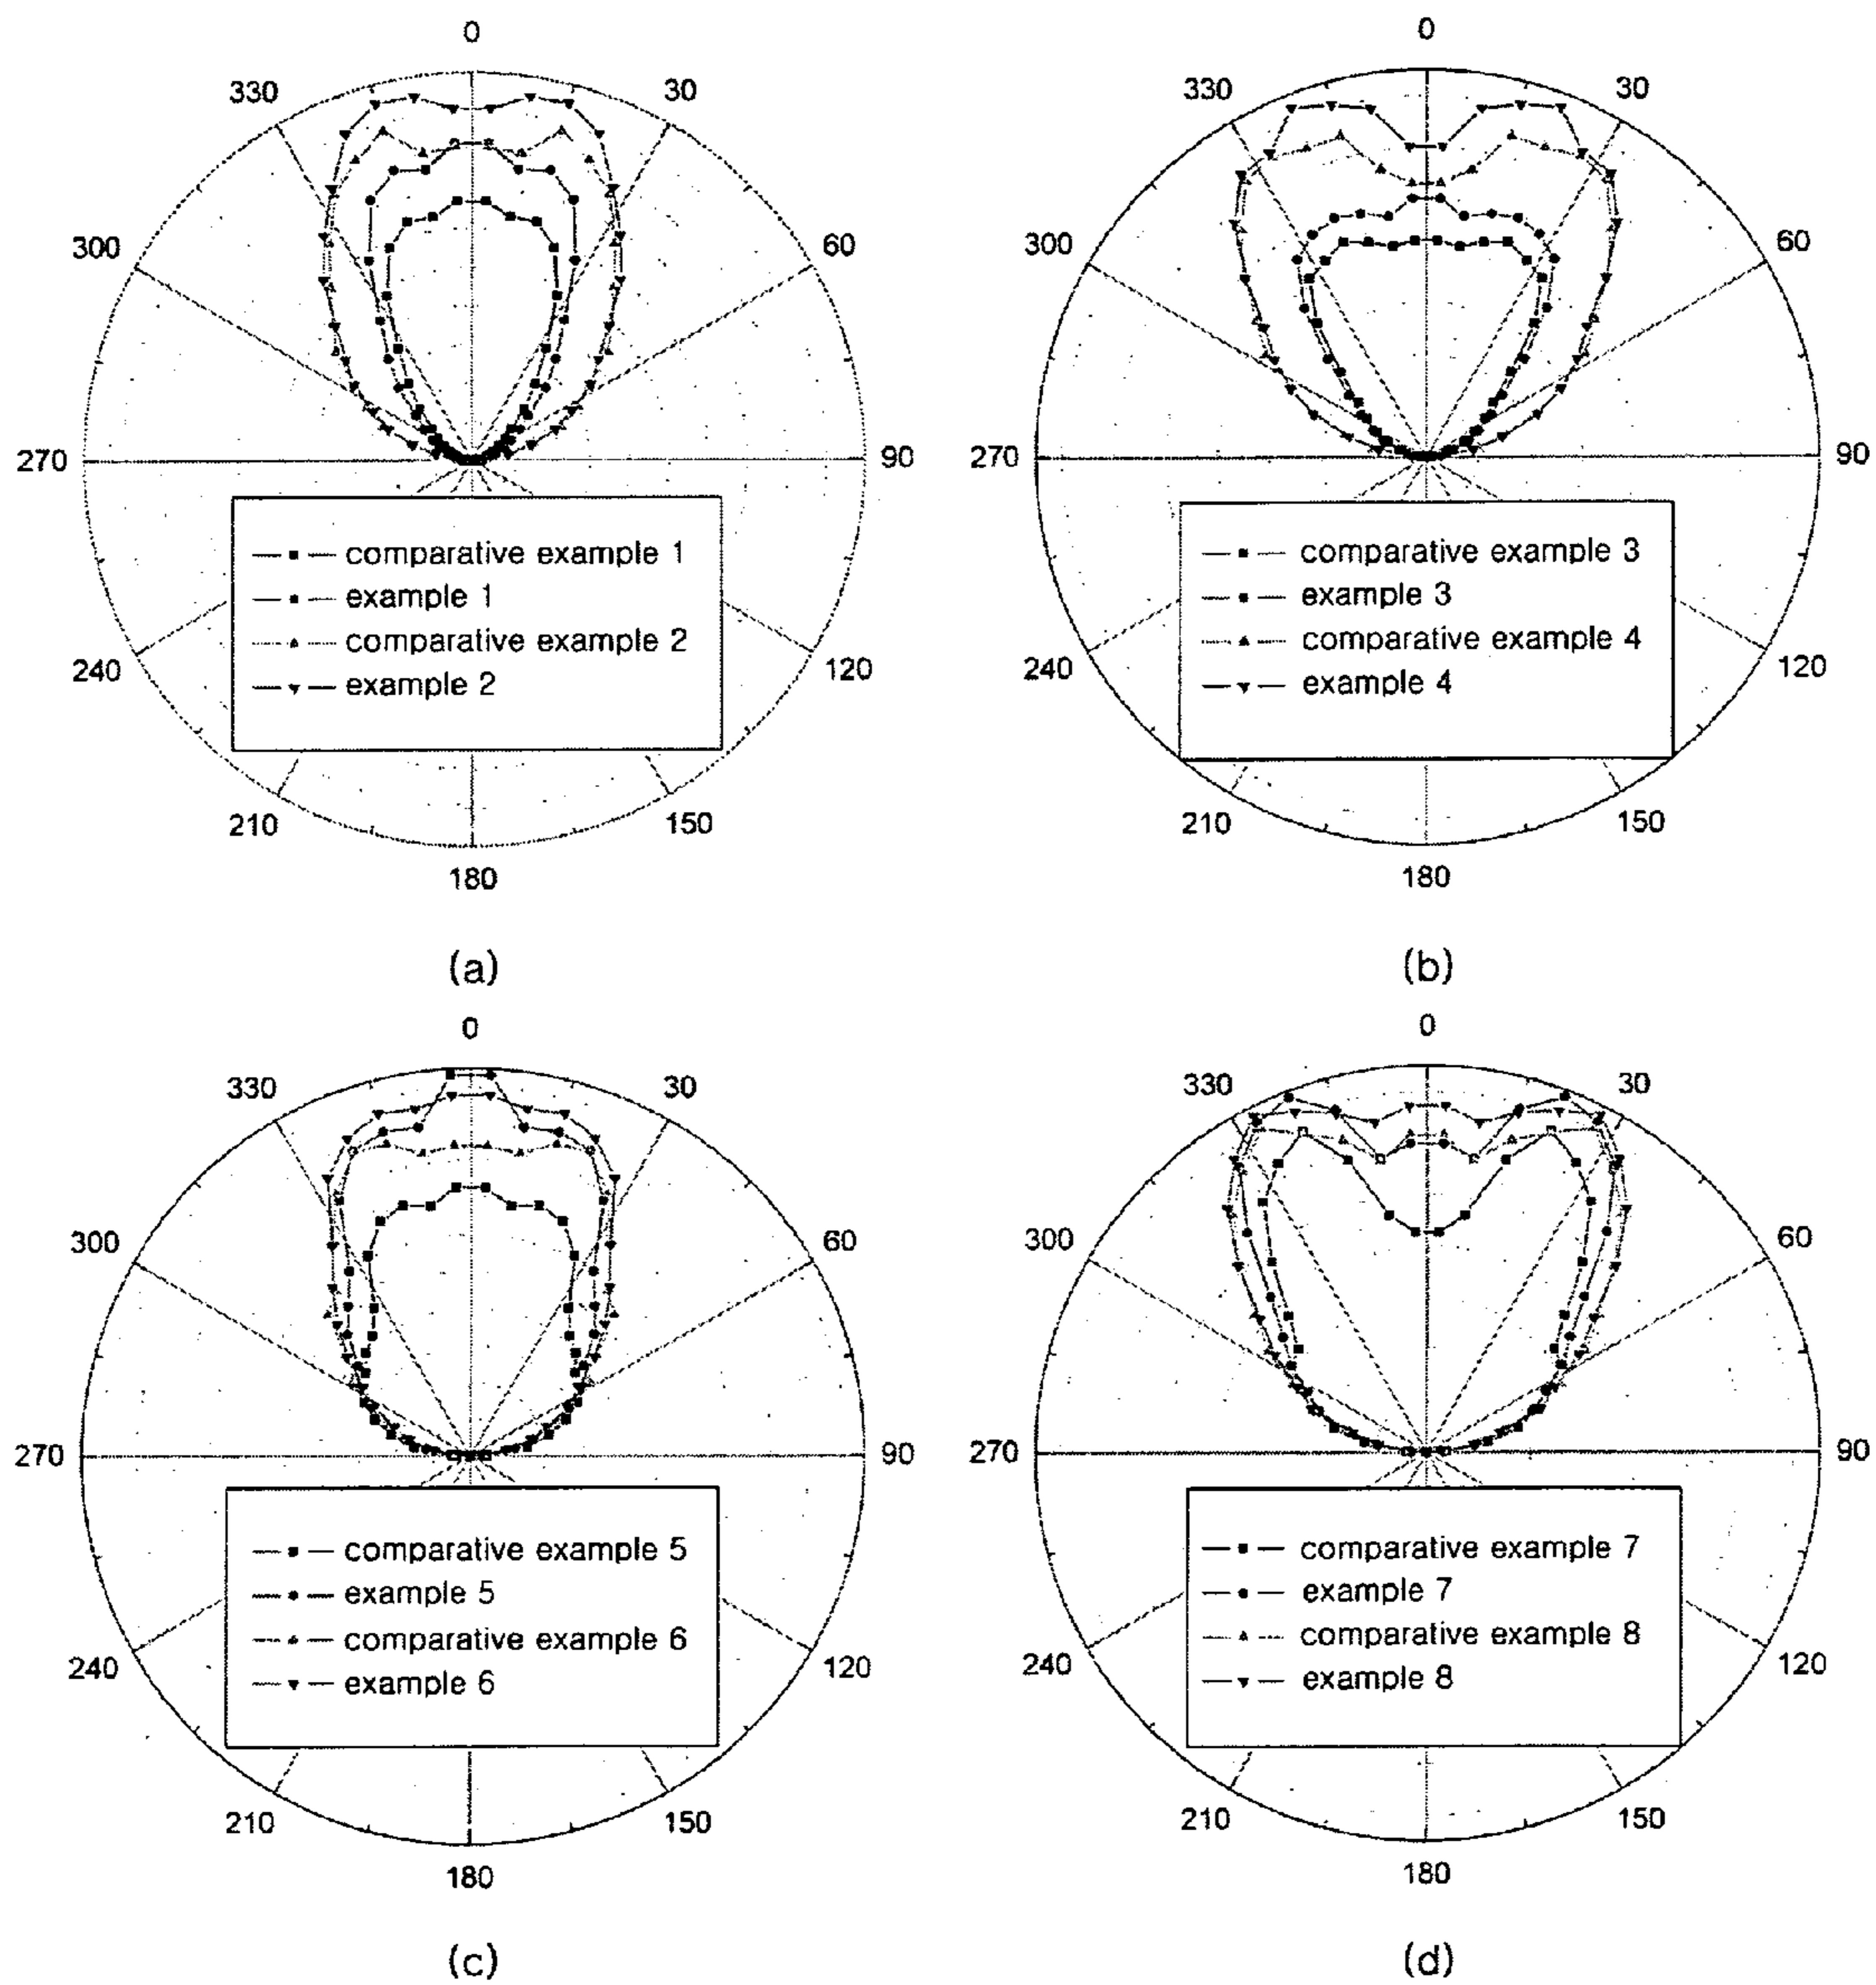 0
330
30
300
60
270
90
comparative example 1
example 1
comparative example 2
example 2
240
120
210
150
180
(a)
0
330
30
300
60
270
90
comparative example 3
example 3
comparative example 4
example 4
240
120
210
150
180
(b)
0
330
30
300
60
270
90
comparative example 5
example 5
comparative example 6
example 6
240
120
210
150
180
(c)
0
330
30
300
60
270
90
comparative example 7
example 7
comparative example 8
example 8
240
120
210
150
180
(d)